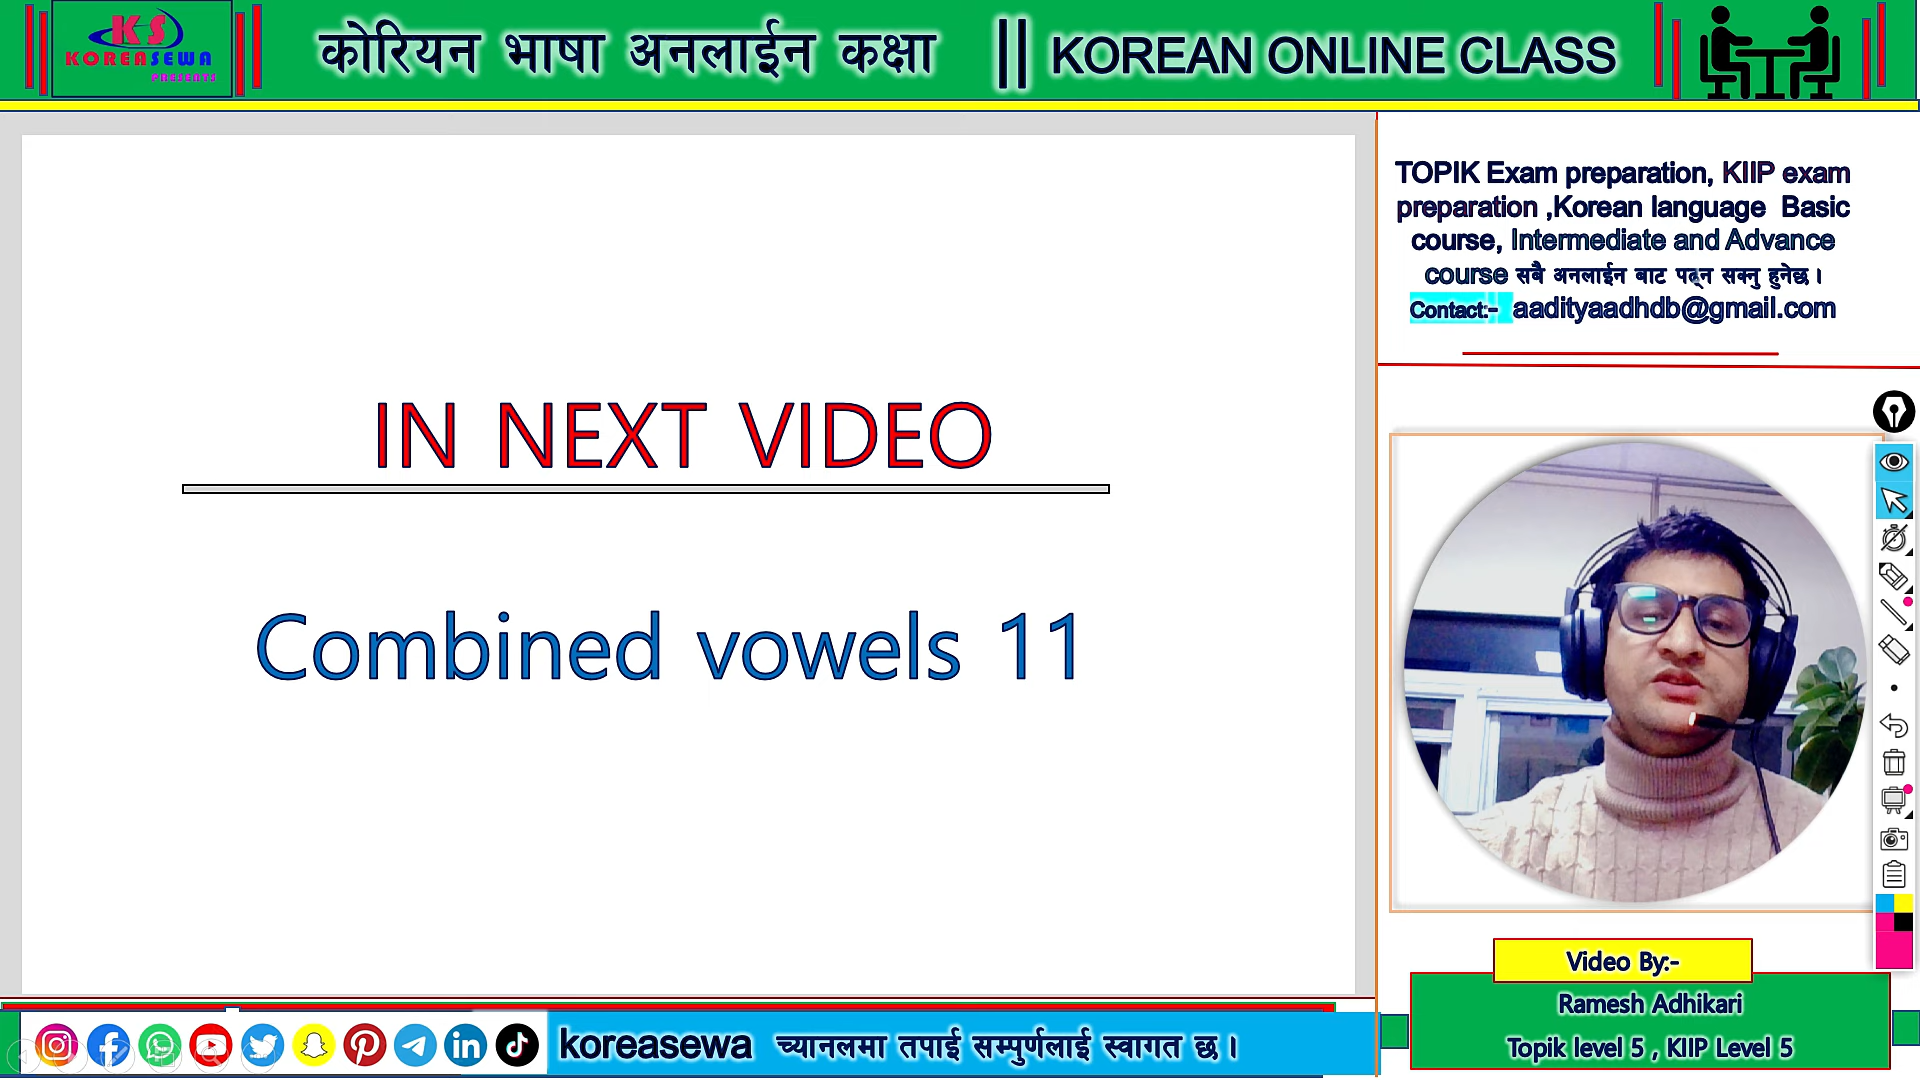 KS
KOREASEWA
PRESENTS
कोरियन भाषा अनलाईन कक्षा || KOREAN ONLINE CLASS
TOPIK Exam preparation, KIIP exam
preparation ,Korean language Basic
course, Intermediate and Advance
course सबै अनलाईन बाट पढ्न सक्नु हुनेछ।
Contact:- aadityaadhdb@gmail.com
IN NEXT VIDEO
Combined vowels 11
Video By:-
Ramesh Adhikari
Topik level 5 , KIIP Level 5
koreasewa च्यानलमा तपाई सम्पुर्णलाई स्वागत छ।